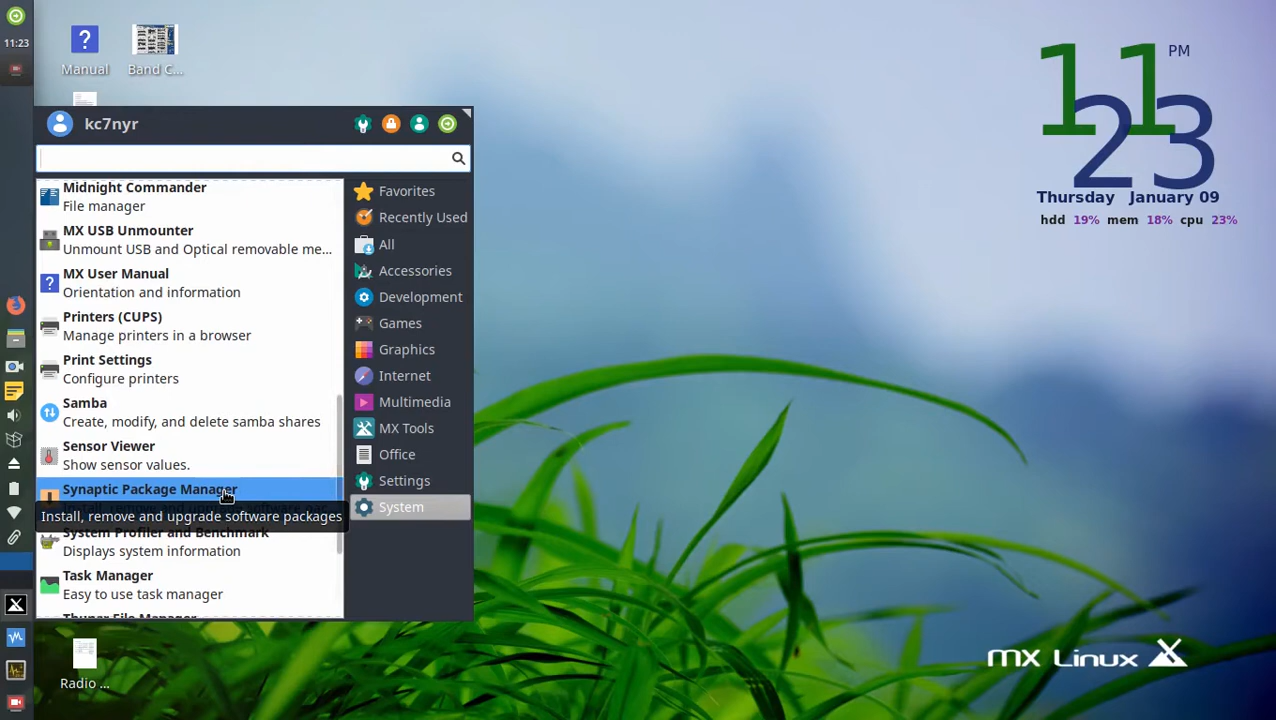 11:23
Manual
Band C...
11
PM
23
Thursday January 09
hdd 19% mem 18% cpu 23%
kc7nyr
Midnight Commander
File manager
MX USB Unmounter
Unmount USB and Optical removable me...
MX User Manual
Orientation and information
Printers (CUPS)
Manage printers in a browser
Print Settings
Configure printers
Samba
Create, modify, and delete samba shares
Sensor Viewer
Show sensor values.
Synaptic Package Manager
Install, remove and upgrade software packages
System Profiler and Benchmark
Displays system information
Task Manager
Easy to use task manager
Thunar File Manager
Favorites
Recently Used
All
Accessories
Development
Games
Graphics
Internet
Multimedia
MX Tools
Office
Settings
System
Radio ...
MX Linux